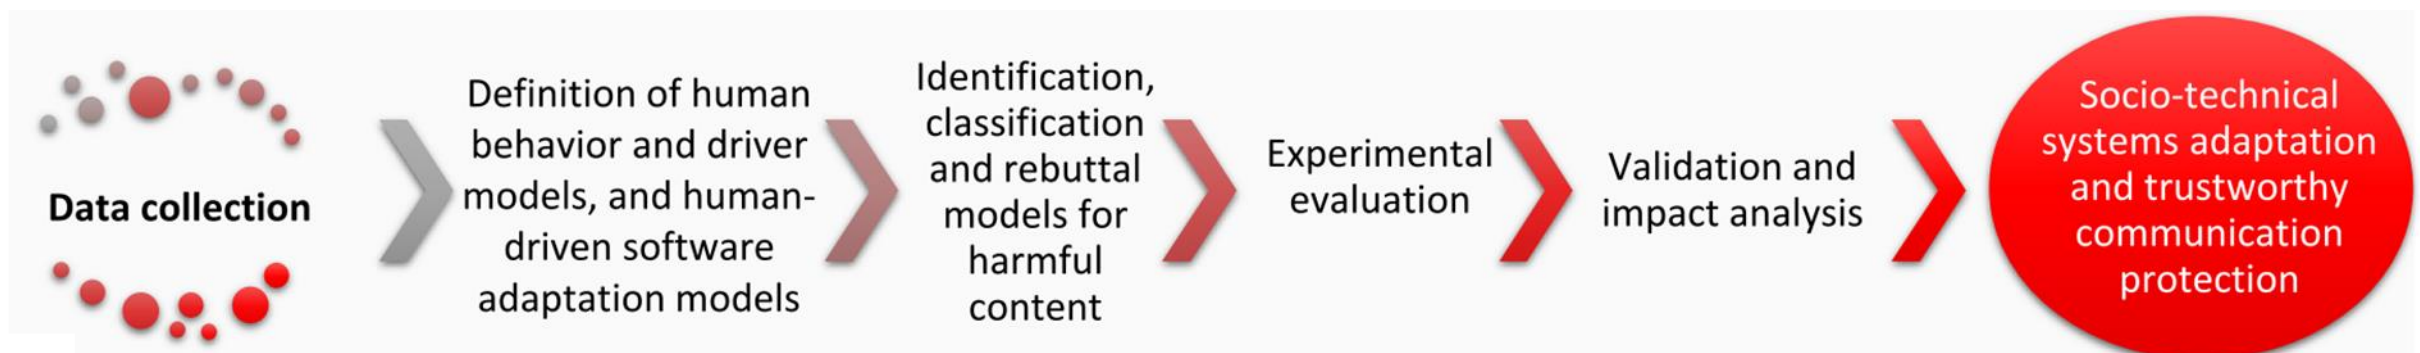 Data collection
Definition of human
behavior and driver
models, and human-
driven software
adaptation models
Identification,
classification
and rebuttal
models for
harmful
content
Experimental
evaluation
Validation and
impact analysis
Socio-technical
systems adaptation
and trustworthy
communication
protection